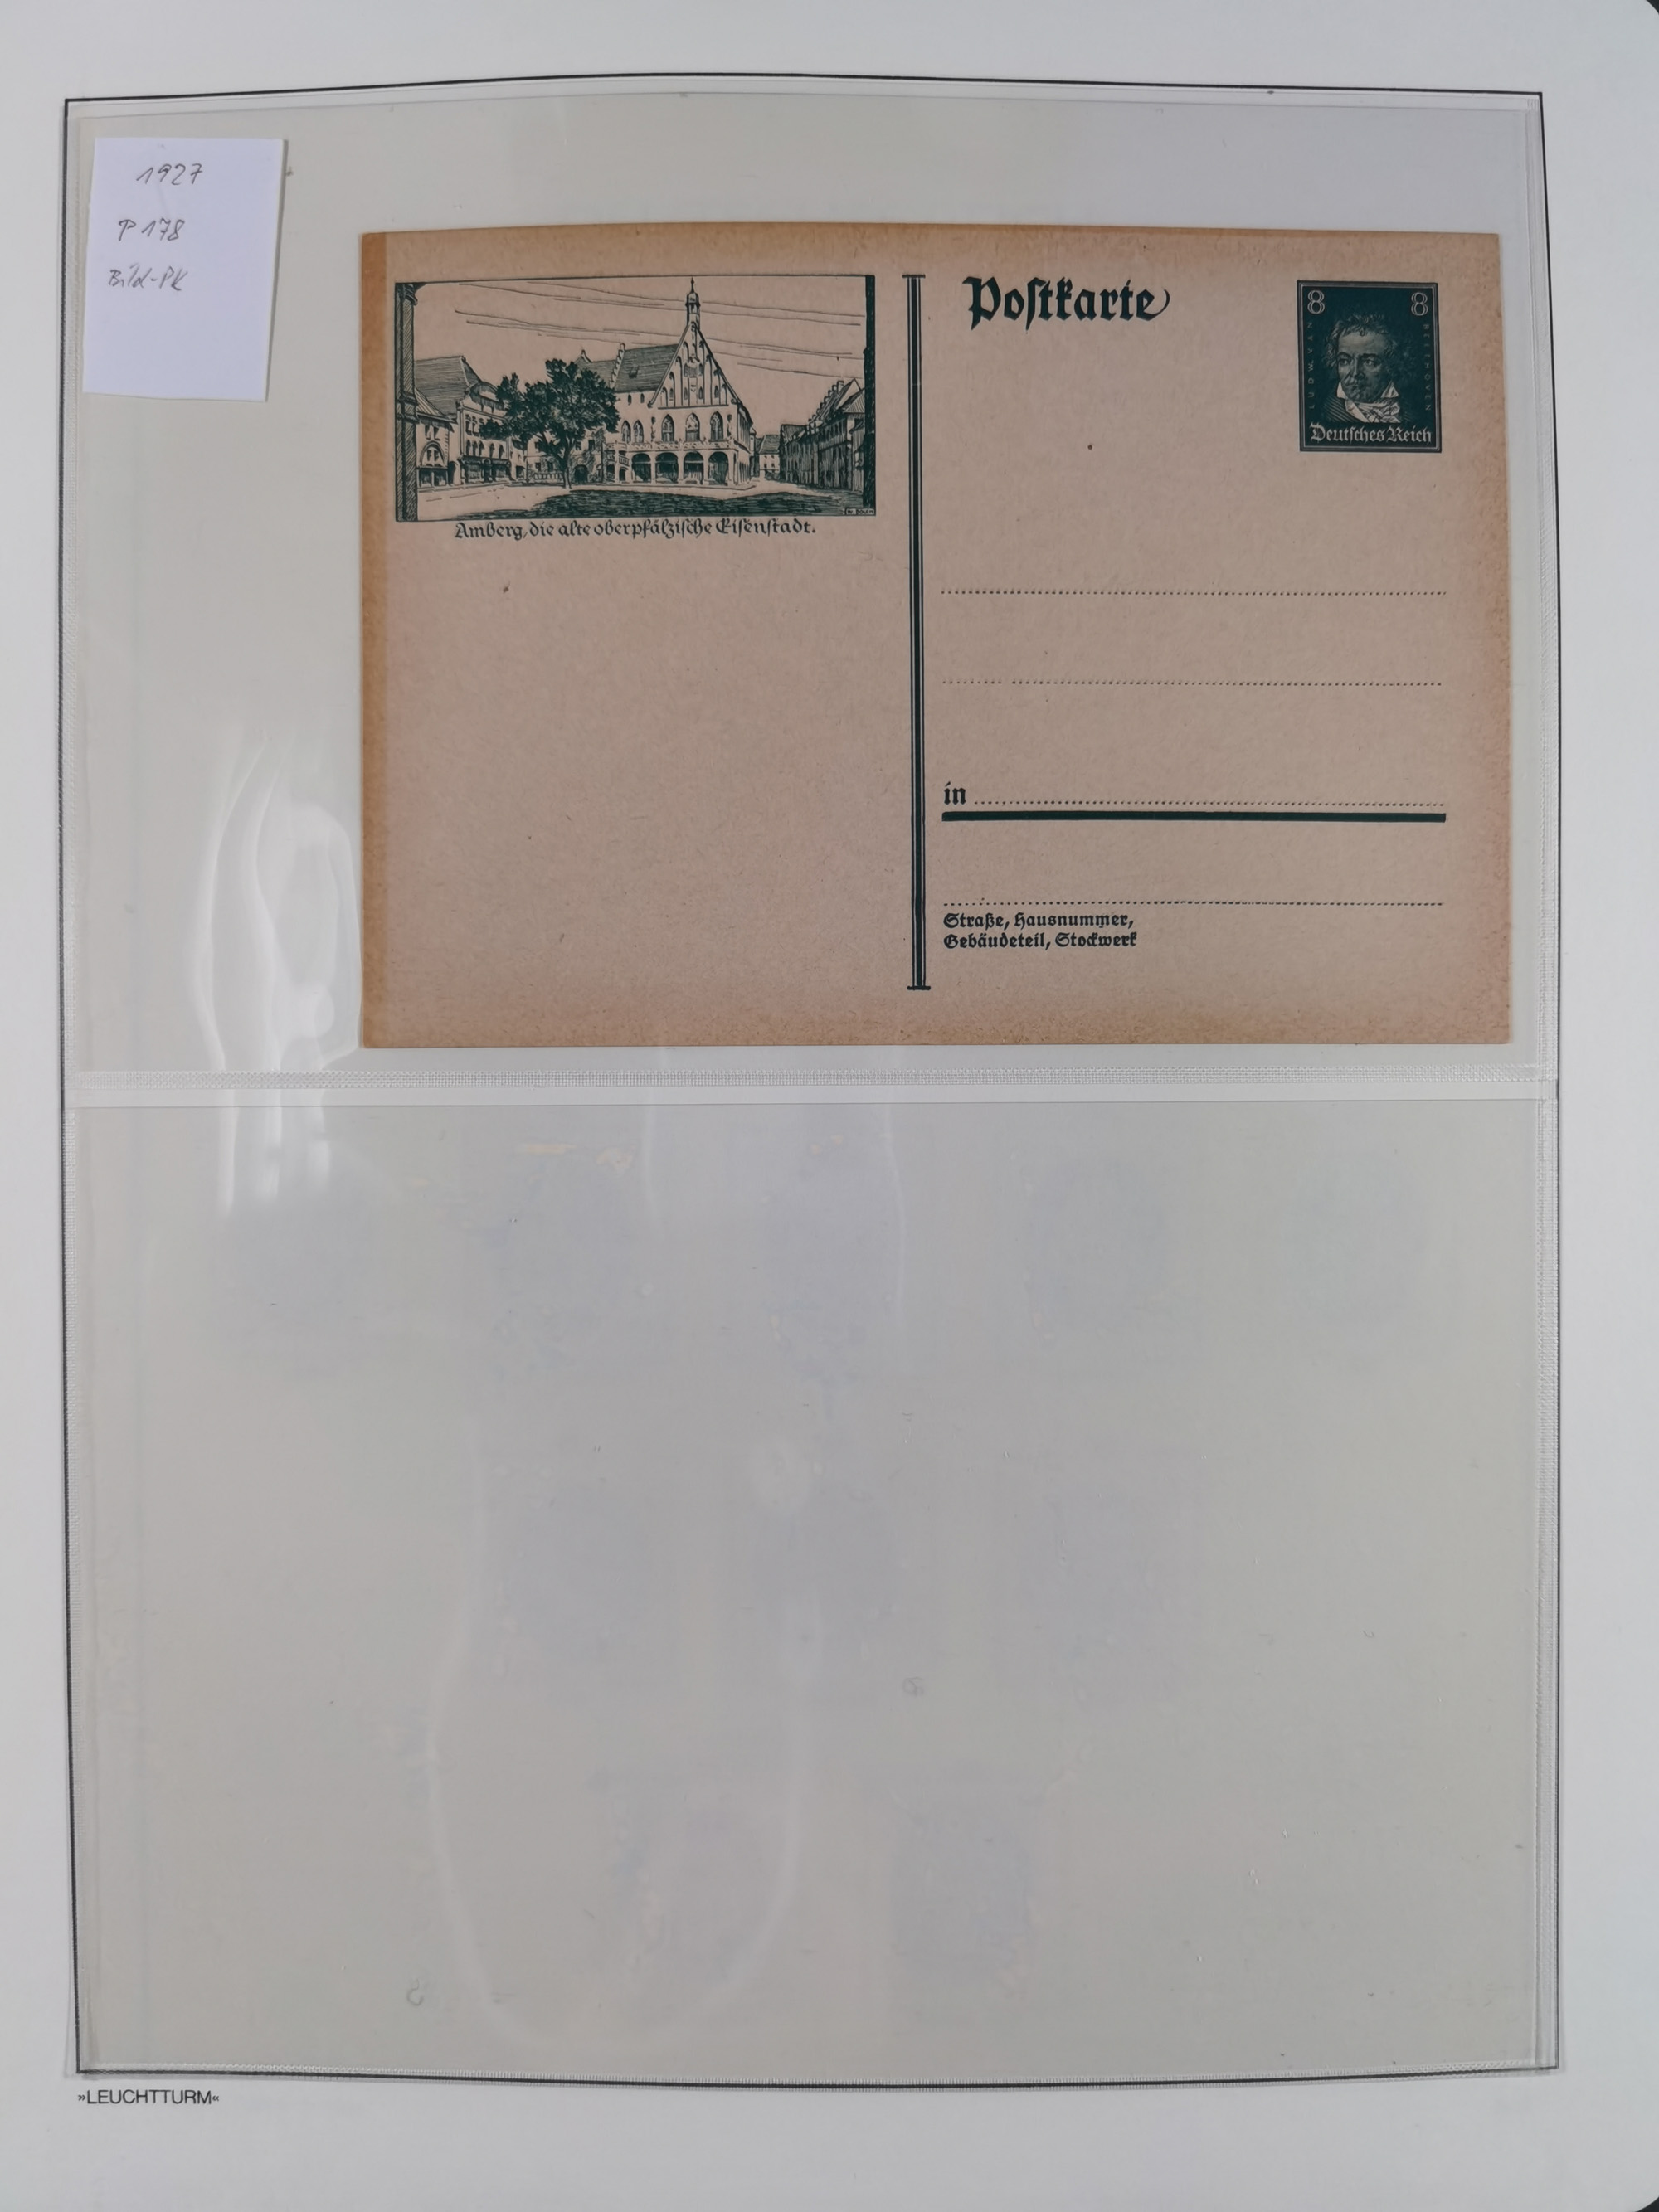 1927
P 178
Bild-PK
Poſtkarte
8 8
LUDW. VAN
BEETHOVEN
Deutſches Reich
Amberg, die alte oberpfälziſche Eiſenſtadt.
in
Straße, Hausnummer,
Gebäudeteil, Stockwerk
»LEUCHTTURM«